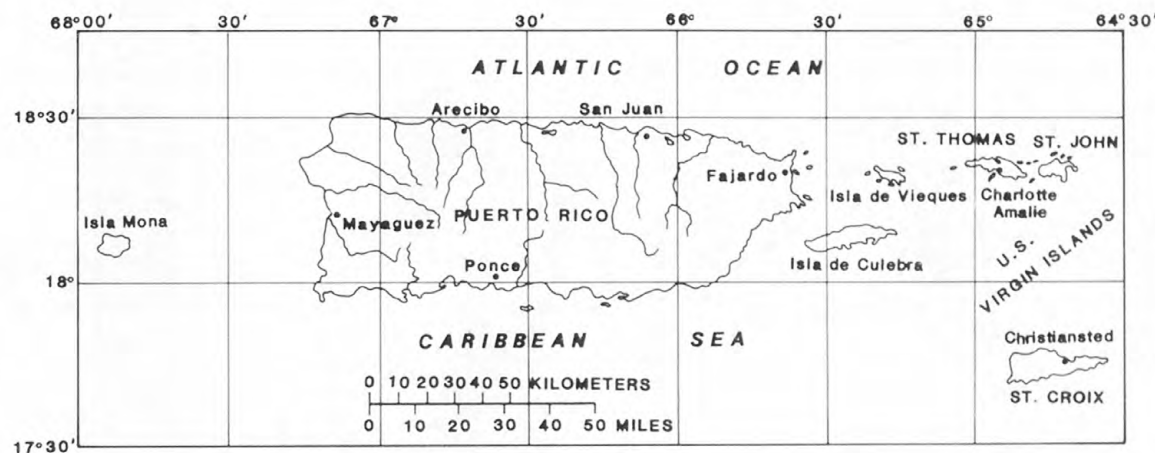 68°00′ 30′ 67° 30′ 66° 30′ 65° 64°30′
ATLANTIC OCEAN
18°30′
Arecibo San Juan
ST. THOMAS ST. JOHN
Fajardo
Isla de Vieques Charlotte
Amalie
Isla Mona
Mayaguez PUERTO RICO
U.S.
VIRGIN ISLANDS
Ponce
Isla de Culebra
18°
CARIBBEAN SEA
Christiansted
0 10 20 30 40 50 KILOMETERS
ST. CROIX
0 10 20 30 40 50 MILES
17°30′